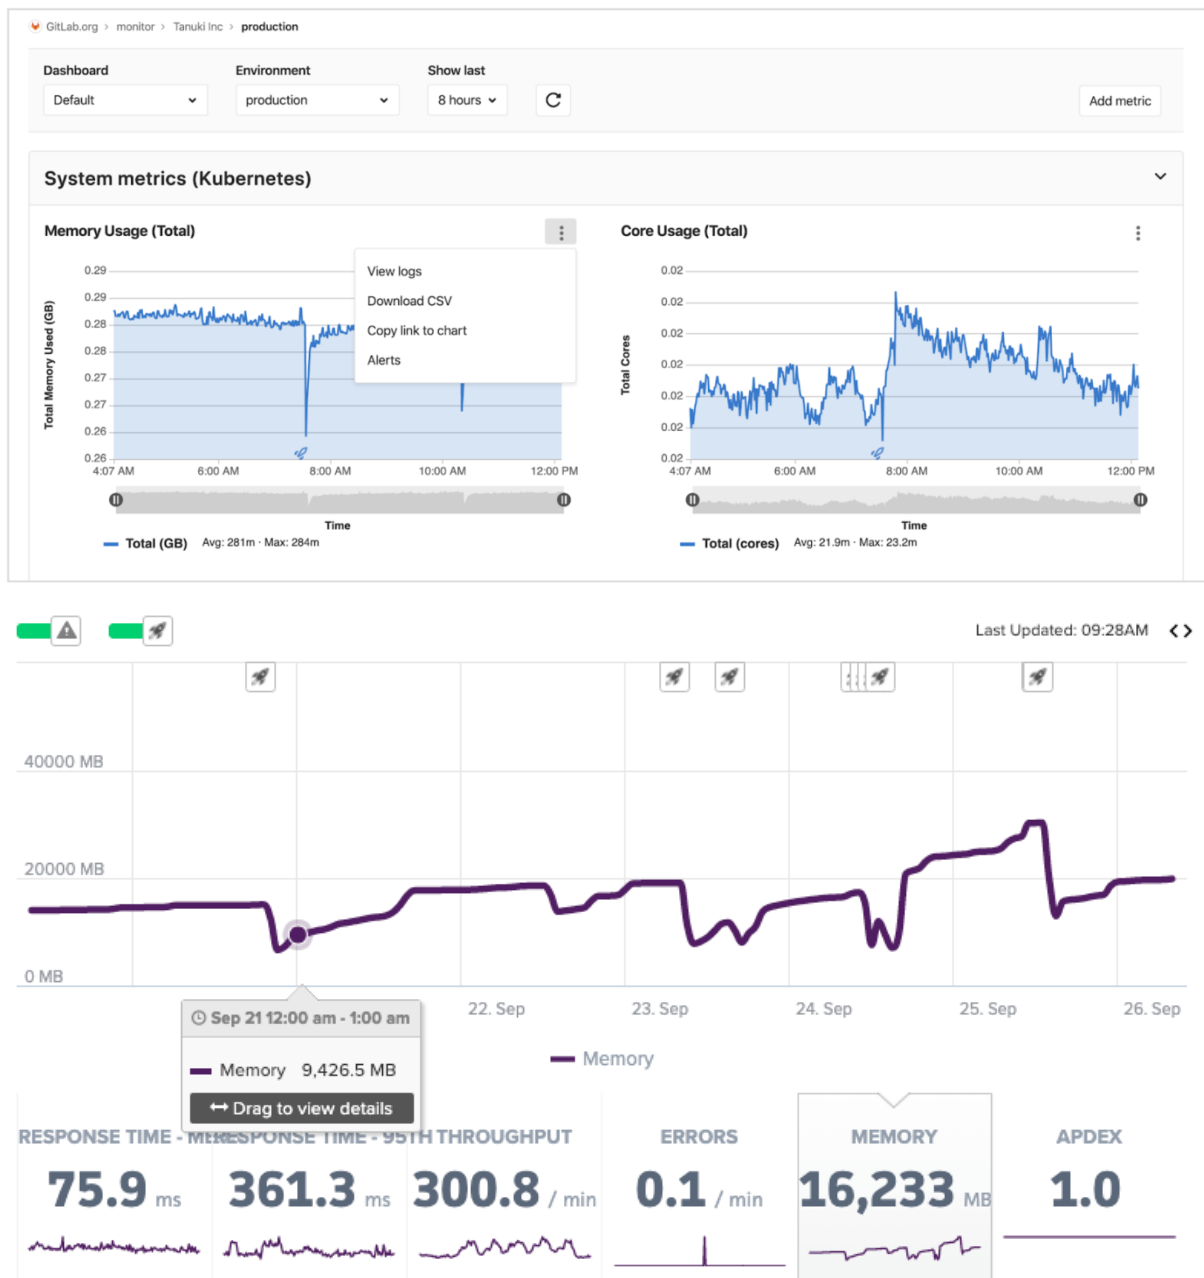 GitLab.org > monitor > Tanuki Inc > production
Dashboard
Default
Environment
production
Show last
8 hours
Add metric
System metrics (Kubernetes)
Memory Usage (Total)
View logs
Download CSV
Copy link to chart
Alerts
Total Memory Used (GB)
0.29
0.29
0.28
0.28
0.27
0.27
0.26
0.26
4:07 AM 6:00 AM 8:00 AM 10:00 AM 12:00 PM
Time
Total (GB) Avg: 281m · Max: 284m
Core Usage (Total)
Total Cores
0.02
0.02
0.02
0.02
0.02
0.02
0.02
4:07 AM 6:00 AM 8:00 AM 10:00 AM 12:00 PM
Time
Total (cores) Avg: 21.9m · Max: 23.2m
Last Updated: 09:28AM
40000 MB
20000 MB
0 MB
22. Sep 23. Sep 24. Sep 25. Sep 26. Sep
Sep 21 12:00 am - 1:00 am
Memory 9,426.5 MB
Drag to view details
Memory
RESPONSE TIME -
75.9 ms
RESPONSE TIME - 95TH
361.3 ms
THROUGHPUT
300.8 / min
ERRORS
0.1 / min
MEMORY
16,233 MB
APDEX
1.0